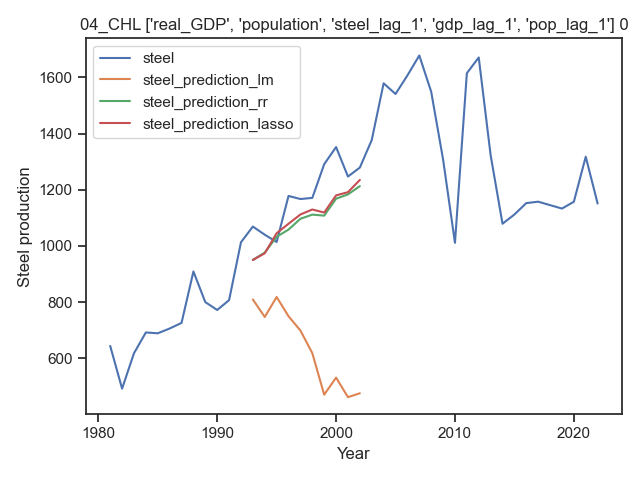 04_CHL ['real_GDP', 'population', 'steel_lag_1', 'gdp_lag_1', 'pop_lag_1'] 0
steel
steel_prediction_lm
steel_prediction_rr
steel_prediction_lasso
Steel production
1600
1400
1200
1000
800
600
1980
1990
2000
2010
2020
Year